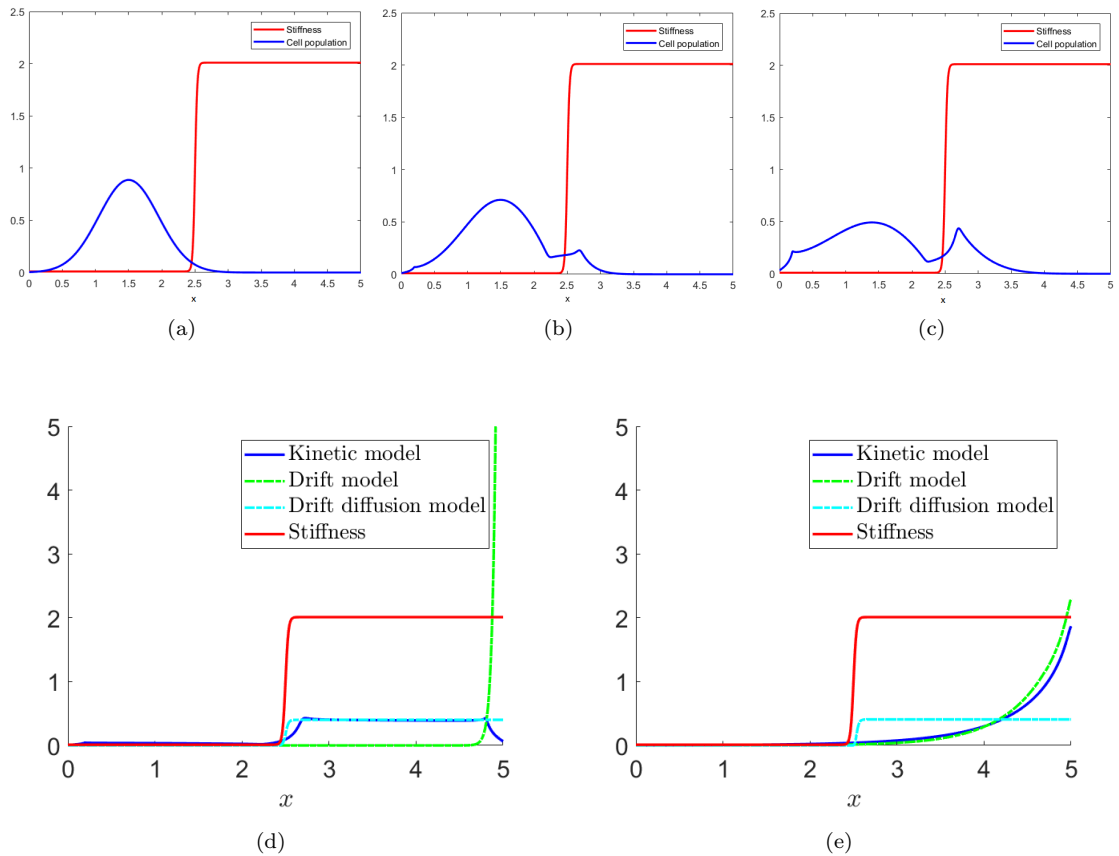 2.5
2
1.5
1
0.5
0
0 0.5 1 1.5 2 2.5 3 3.5 4 4.5 5
x
Stiffness
Cell population
(a)
2.5
2
1.5
1
0.5
0
0 0.5 1 1.5 2 2.5 3 3.5 4 4.5 5
x
Stiffness
Cell population
(b)
2.5
2
1.5
1
0.5
0
0 0.5 1 1.5 2 2.5 3 3.5 4 4.5 5
x
Stiffness
Cell population
(c)
5
4
3
2
1
0
0 1 2 3 4 5
x
Kinetic model
Drift model
Drift diffusion model
Stiffness
(d)
5
4
3
2
1
0
0 1 2 3 4 5
x
Kinetic model
Drift model
Drift diffusion model
Stiffness
(e)